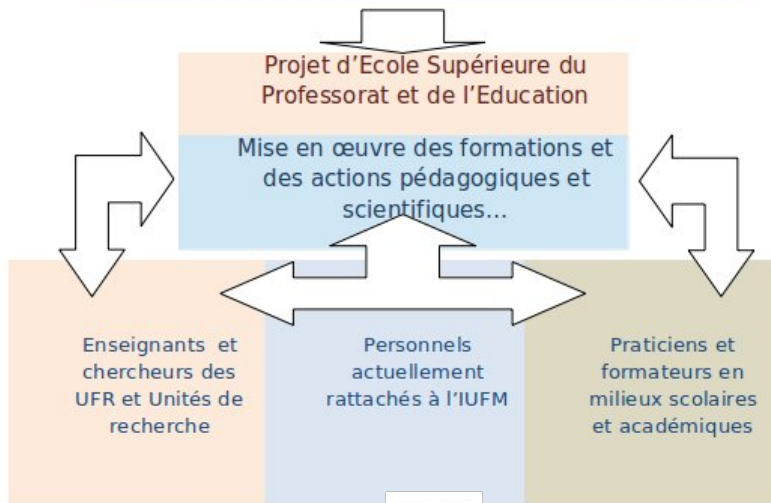 Projet d’Ecole Supérieure du
Professorat et de l’Education
Mise en œuvre des formations et
des actions pédagogiques et
scientifiques…
Enseignants et
chercheurs des
UFR et Unités de
recherche
Personnels
actuellement
rattachés à l’IUFM
Praticiens et
formateurs en
milieux scolaires
et académiques